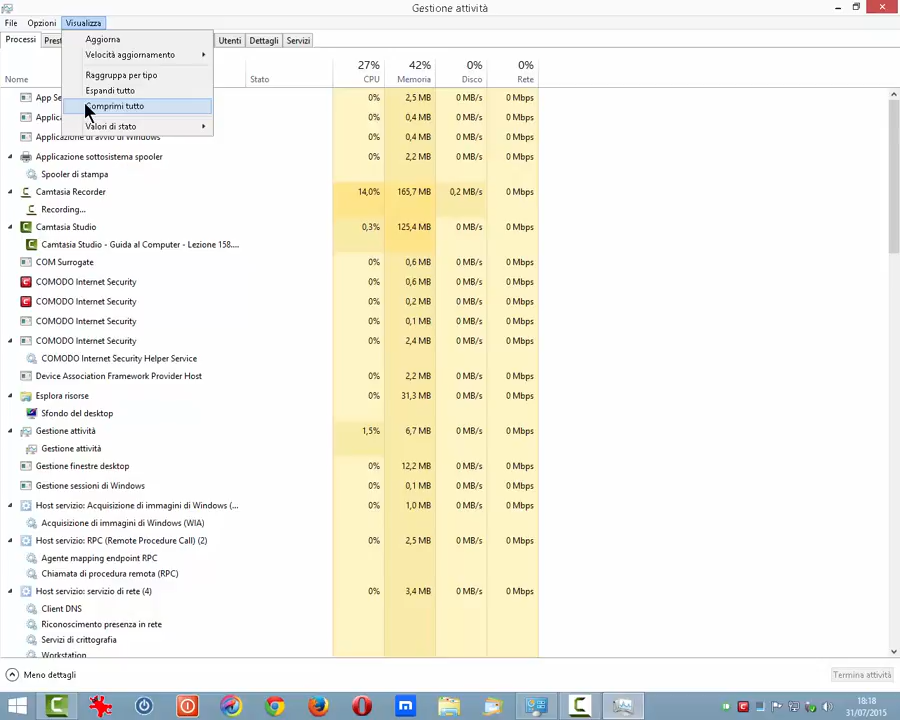 Gestione attività
File Opzioni Visualizza
Processi Prest Utenti Dettagli Servizi
Aggiorna
Velocità aggiornamento
Raggruppa per tipo
Espandi tutto
Comprimi tutto
Valori di stato
27% 42% 0% 0%
Nome Stato CPU Memoria Disco Rete
App Se 0% 2,5 MB 0 MB/s 0 Mbps
Applica 0% 0,4 MB 0 MB/s 0 Mbps
Applicazione di avvio di Windows 0% 0,4 MB 0 MB/s 0 Mbps
Applicazione sottosistema spooler 0% 2,2 MB 0 MB/s 0 Mbps
Spooler di stampa
Camtasia Recorder 14,0% 165,7 MB 0,2 MB/s 0 Mbps
Recording...
Camtasia Studio 0,3% 125,4 MB 0 MB/s 0 Mbps
Camtasia Studio - Guida al Computer - Lezione 158....
COM Surrogate 0% 0,6 MB 0 MB/s 0 Mbps
COMODO Internet Security 0% 0,6 MB 0 MB/s 0 Mbps
COMODO Internet Security 0% 0,2 MB 0 MB/s 0 Mbps
COMODO Internet Security 0% 0,1 MB 0 MB/s 0 Mbps
COMODO Internet Security 0% 2,4 MB 0 MB/s 0 Mbps
COMODO Internet Security Helper Service
Device Association Framework Provider Host 0% 2,2 MB 0 MB/s 0 Mbps
Esplora risorse 0% 31,3 MB 0 MB/s 0 Mbps
Sfondo del desktop
Gestione attività 1,5% 6,7 MB 0 MB/s 0 Mbps
Gestione attività
Gestione finestre desktop 0% 12,2 MB 0 MB/s 0 Mbps
Gestione sessioni di Windows 0% 0,1 MB 0 MB/s 0 Mbps
Host servizio: Acquisizione di immagini di Windows (... 0% 1,0 MB 0 MB/s 0 Mbps
Acquisizione di immagini di Windows (WIA)
Host servizio: RPC (Remote Procedure Call) (2) 0% 2,5 MB 0 MB/s 0 Mbps
Agente mapping endpoint RPC
Chiamata di procedura remota (RPC)
Host servizio: servizio di rete (4) 0% 3,4 MB 0 MB/s 0 Mbps
Client DNS
Riconoscimento presenza in rete
Servizi di crittografia
Workstation
Meno dettagli Termina attività
18:18
31/07/2015